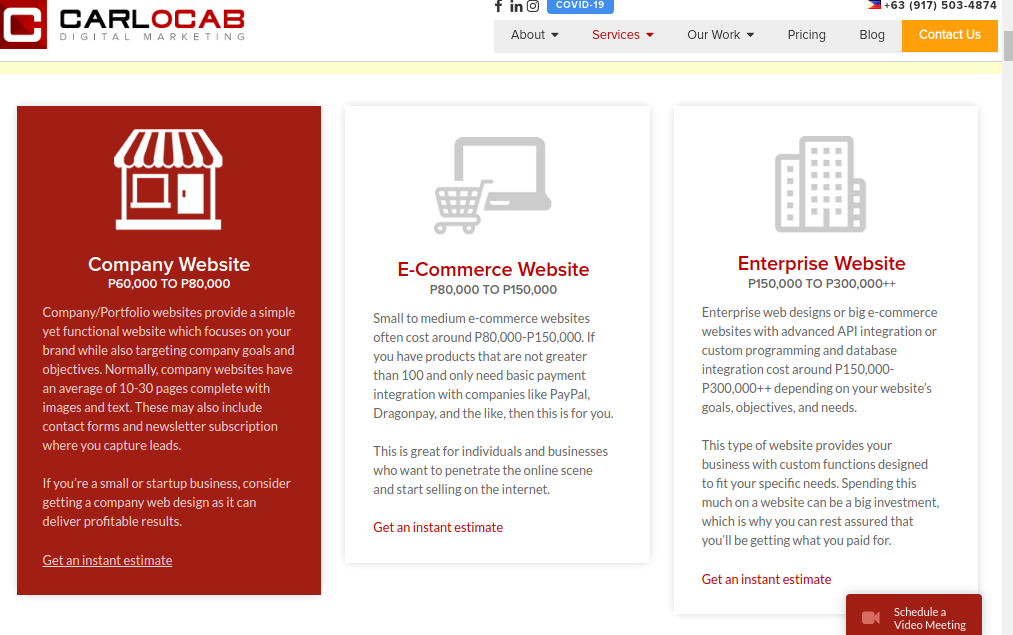 CARLOCAB
DIGITAL MARKETING
COVID-19
+63 (917) 503-4874
About
Services
Our Work
Pricing
Blog
Contact Us
Company Website
P60,000 TO P80,000
Company/Portfolio websites provide a simple
yet functional website which focuses on your
brand while also targeting company goals and
objectives. Normally, company websites have
an average of 10-30 pages complete with
images and text. These may also include
contact forms and newsletter subscription
where you capture leads.
If you're a small or startup business, consider
getting a company web design as it can
deliver profitable results.
Get an instant estimate
E-Commerce Website
P80,000 TO P150,000
Small to medium e-commerce websites
often cost around P80,000-P150,000. If
you have products that are not greater
than 100 and only need basic payment
integration with companies like PayPal,
Dragonpay, and the like, then this is for you.
This is great for individuals and businesses
who want to penetrate the online scene
and start selling on the internet.
Get an instant estimate
Enterprise Website
P150,000 TO P300,000++
Enterprise web designs or big e-commerce
websites with advanced API integration or
custom programming and database
integration cost around P150,000-
P300,000++ depending on your website's
goals, objectives, and needs.
This type of website provides your
business with custom functions designed
to fit your specific needs. Spending this
much on a website can be a big investment,
which is why you can rest assured that
you'll be getting what you paid for.
Get an instant estimate
Schedule a
Video Meeting